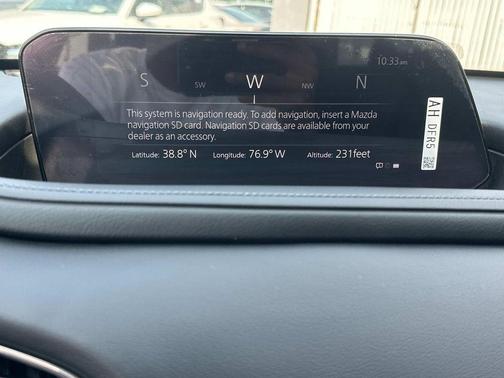 10:33 am
S SW W NW N
This system is navigation ready. To add navigation, insert a Mazda
navigation SD card. Navigation SD cards are available from your
dealer as an accessory.
Latitude: 38.8° N Longitude: 76.9° W Altitude: 231feet
AH DFR5